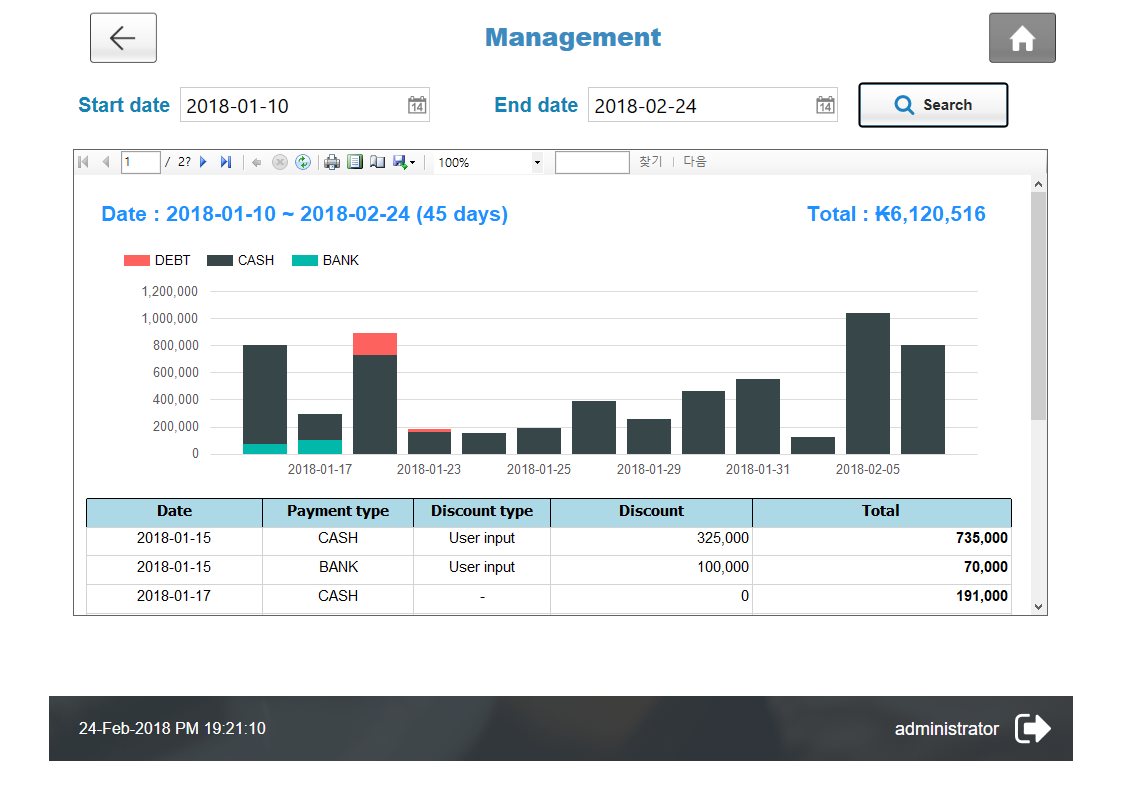 Management
Start date 2018-01-10 14 End date 2018-02-24 14 Search
1 / 2? 100% 찾기 | 다음
Date : 2018-01-10 ~ 2018-02-24 (45 days) Total : ₭6,120,516
DEBT CASH BANK
1,200,000
1,000,000
800,000
600,000
400,000
200,000
0
2018-01-17 2018-01-23 2018-01-25 2018-01-29 2018-01-31 2018-02-05
Date Payment type Discount type Discount Total
2018-01-15 CASH User input 325,000 735,000
2018-01-15 BANK User input 100,000 70,000
2018-01-17 CASH - 0 191,000
24-Feb-2018 PM 19:21:10 administrator